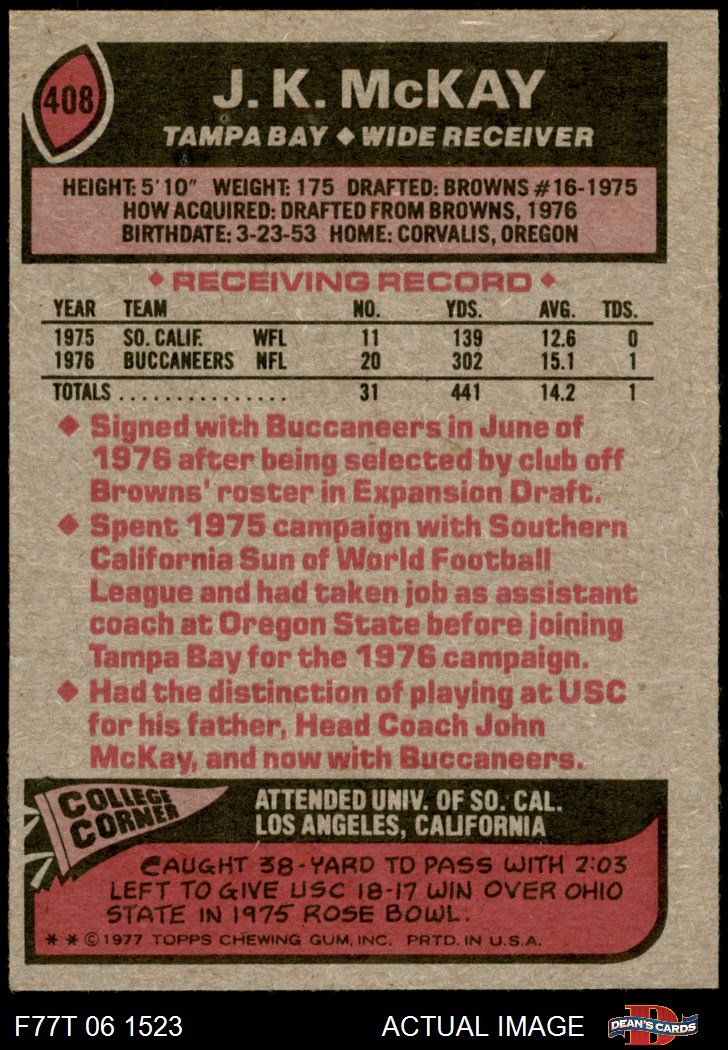 408
J. K. McKAY
TAMPA BAY ◆ WIDE RECEIVER
HEIGHT: 5'10" WEIGHT: 175 DRAFTED: BROWNS #16-1975
HOW ACQUIRED: DRAFTED FROM BROWNS, 1976
BIRTHDATE: 3-23-53 HOME: CORVALIS, OREGON
◆ RECEIVING RECORD ◆
YEAR TEAM NO. YDS. AVG. TDS.
1975 SO. CALIF. WFL 11 139 12.6 0
1976 BUCCANEERS NFL 20 302 15.1 1
TOTALS . . . . . . . . . . . . . . . 31 441 14.2 1
◆ Signed with Buccaneers in June of
1976 after being selected by club off
Browns' roster in Expansion Draft.
◆ Spent 1975 campaign with Southern
California Sun of World Football
League and had taken job as assistant
coach at Oregon State before joining
Tampa Bay for the 1976 campaign.
◆ Had the distinction of playing at USC
for his father, Head Coach John
McKay, and now with Buccaneers.
COLLEGE
CORNER
ATTENDED UNIV. OF SO. CAL.
LOS ANGELES, CALIFORNIA
CAUGHT 38-YARD TD PASS WITH 2:03
LEFT TO GIVE USC 18-17 WIN OVER OHIO
STATE IN 1975 ROSE BOWL.
* * © 1977 TOPPS CHEWING GUM, INC. PRTD. IN U.S.A.
F77T 06 1523 ACTUAL IMAGE DEAN'S CARDS